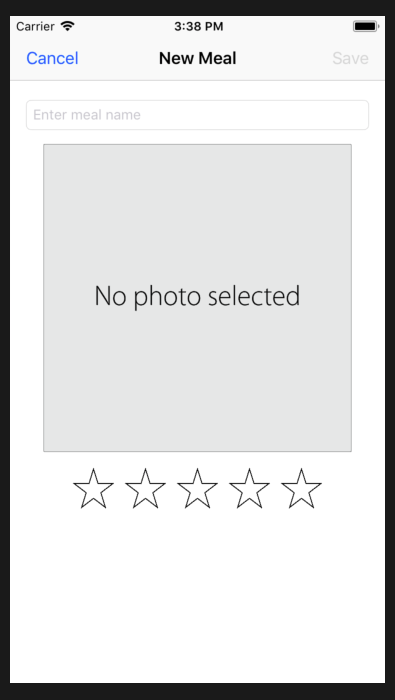 Carrier 3:38 PM
Cancel New Meal Save
Enter meal name
No photo selected